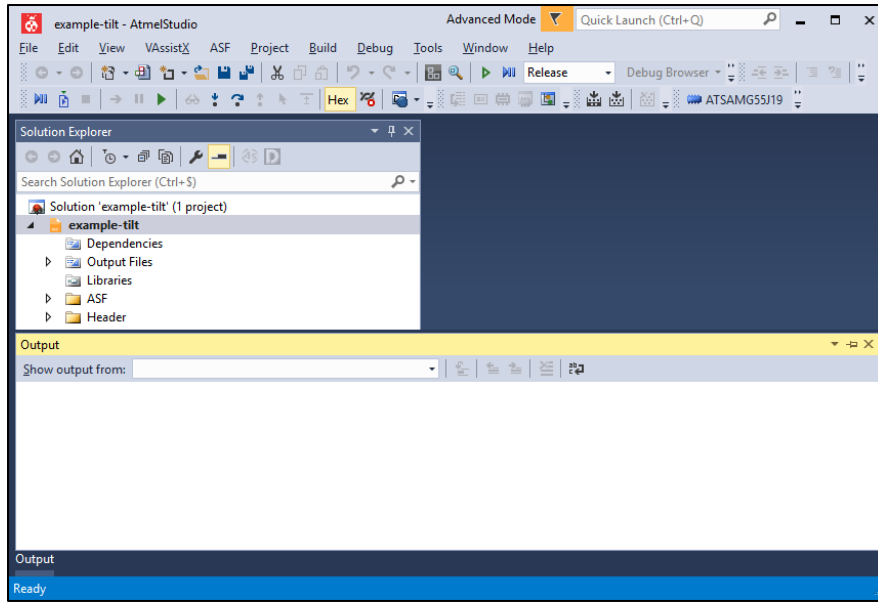 example-tilt - AtmelStudio Advanced Mode Quick Launch (Ctrl+Q)
File Edit View VAssistX ASF Project Build Debug Tools Window Help
Release Debug Browser
Hex ATSAMG55J19
Solution Explorer
Search Solution Explorer (Ctrl+$)
Solution 'example-tilt' (1 project)
example-tilt
Dependencies
Output Files
Libraries
ASF
Header
Output
Show output from:
Output
Ready